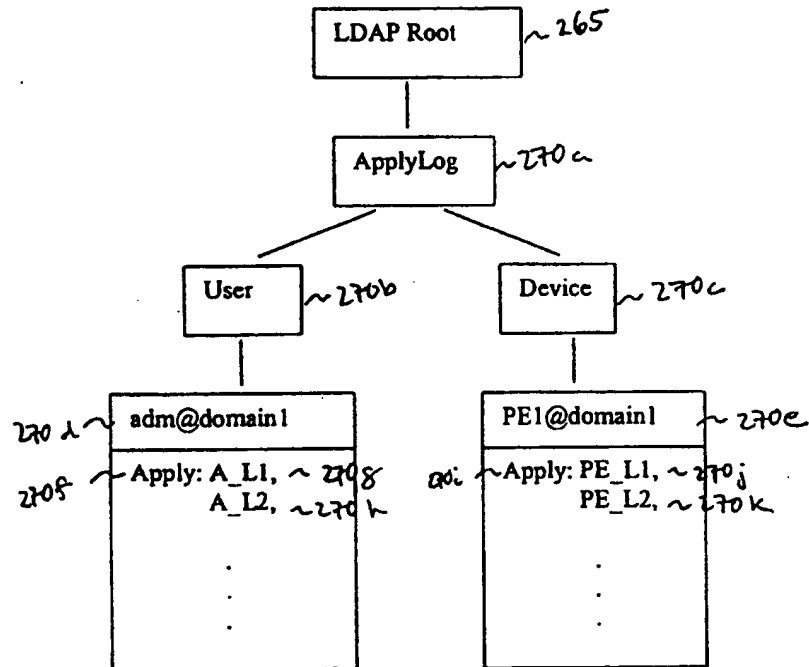 LDAP Root ~ 265
ApplyLog ~ 270a
User ~ 270b
Device ~ 270c
270d ~ adm@domain1
PE1@domain1 ~ 270e
270f ~ Apply: A_L1, ~ 270g
A_L2, ~ 270h
270i ~ Apply: PE_L1, ~ 270j
PE_L2, ~ 270k